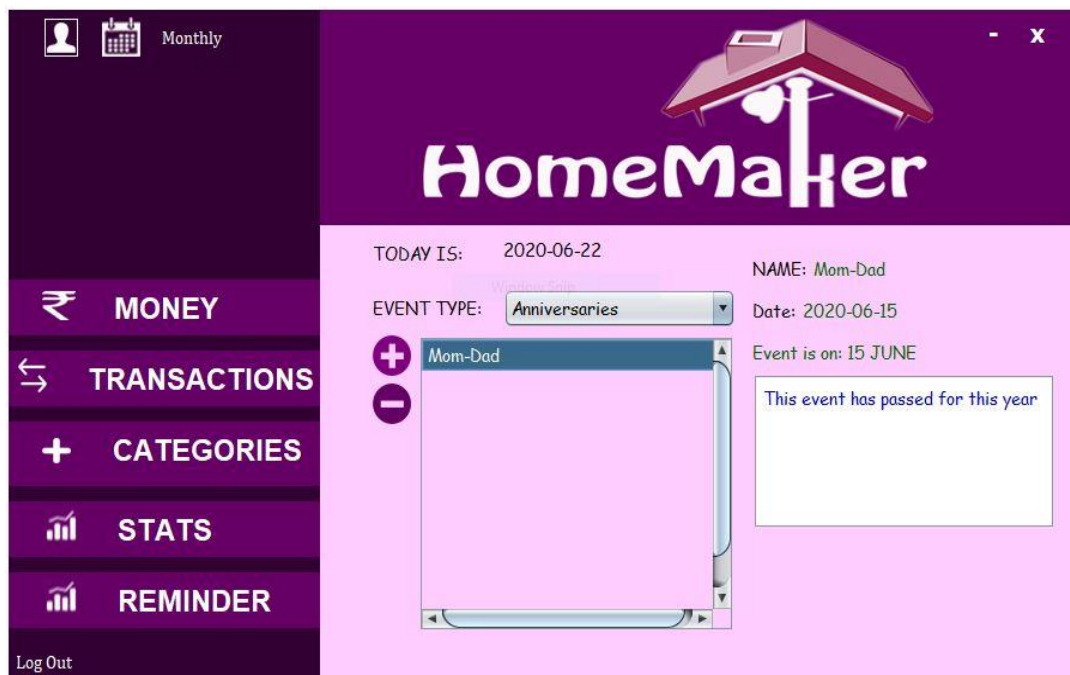 Monthly
- X
HomeMaker
TODAY IS: 2020-06-22
Window Snip
EVENT TYPE: Anniversaries
Mom-Dad
NAME: Mom-Dad
Date: 2020-06-15
Event is on: 15 JUNE
This event has passed for this year
₹ MONEY
TRANSACTIONS
+ CATEGORIES
STATS
REMINDER
Log Out